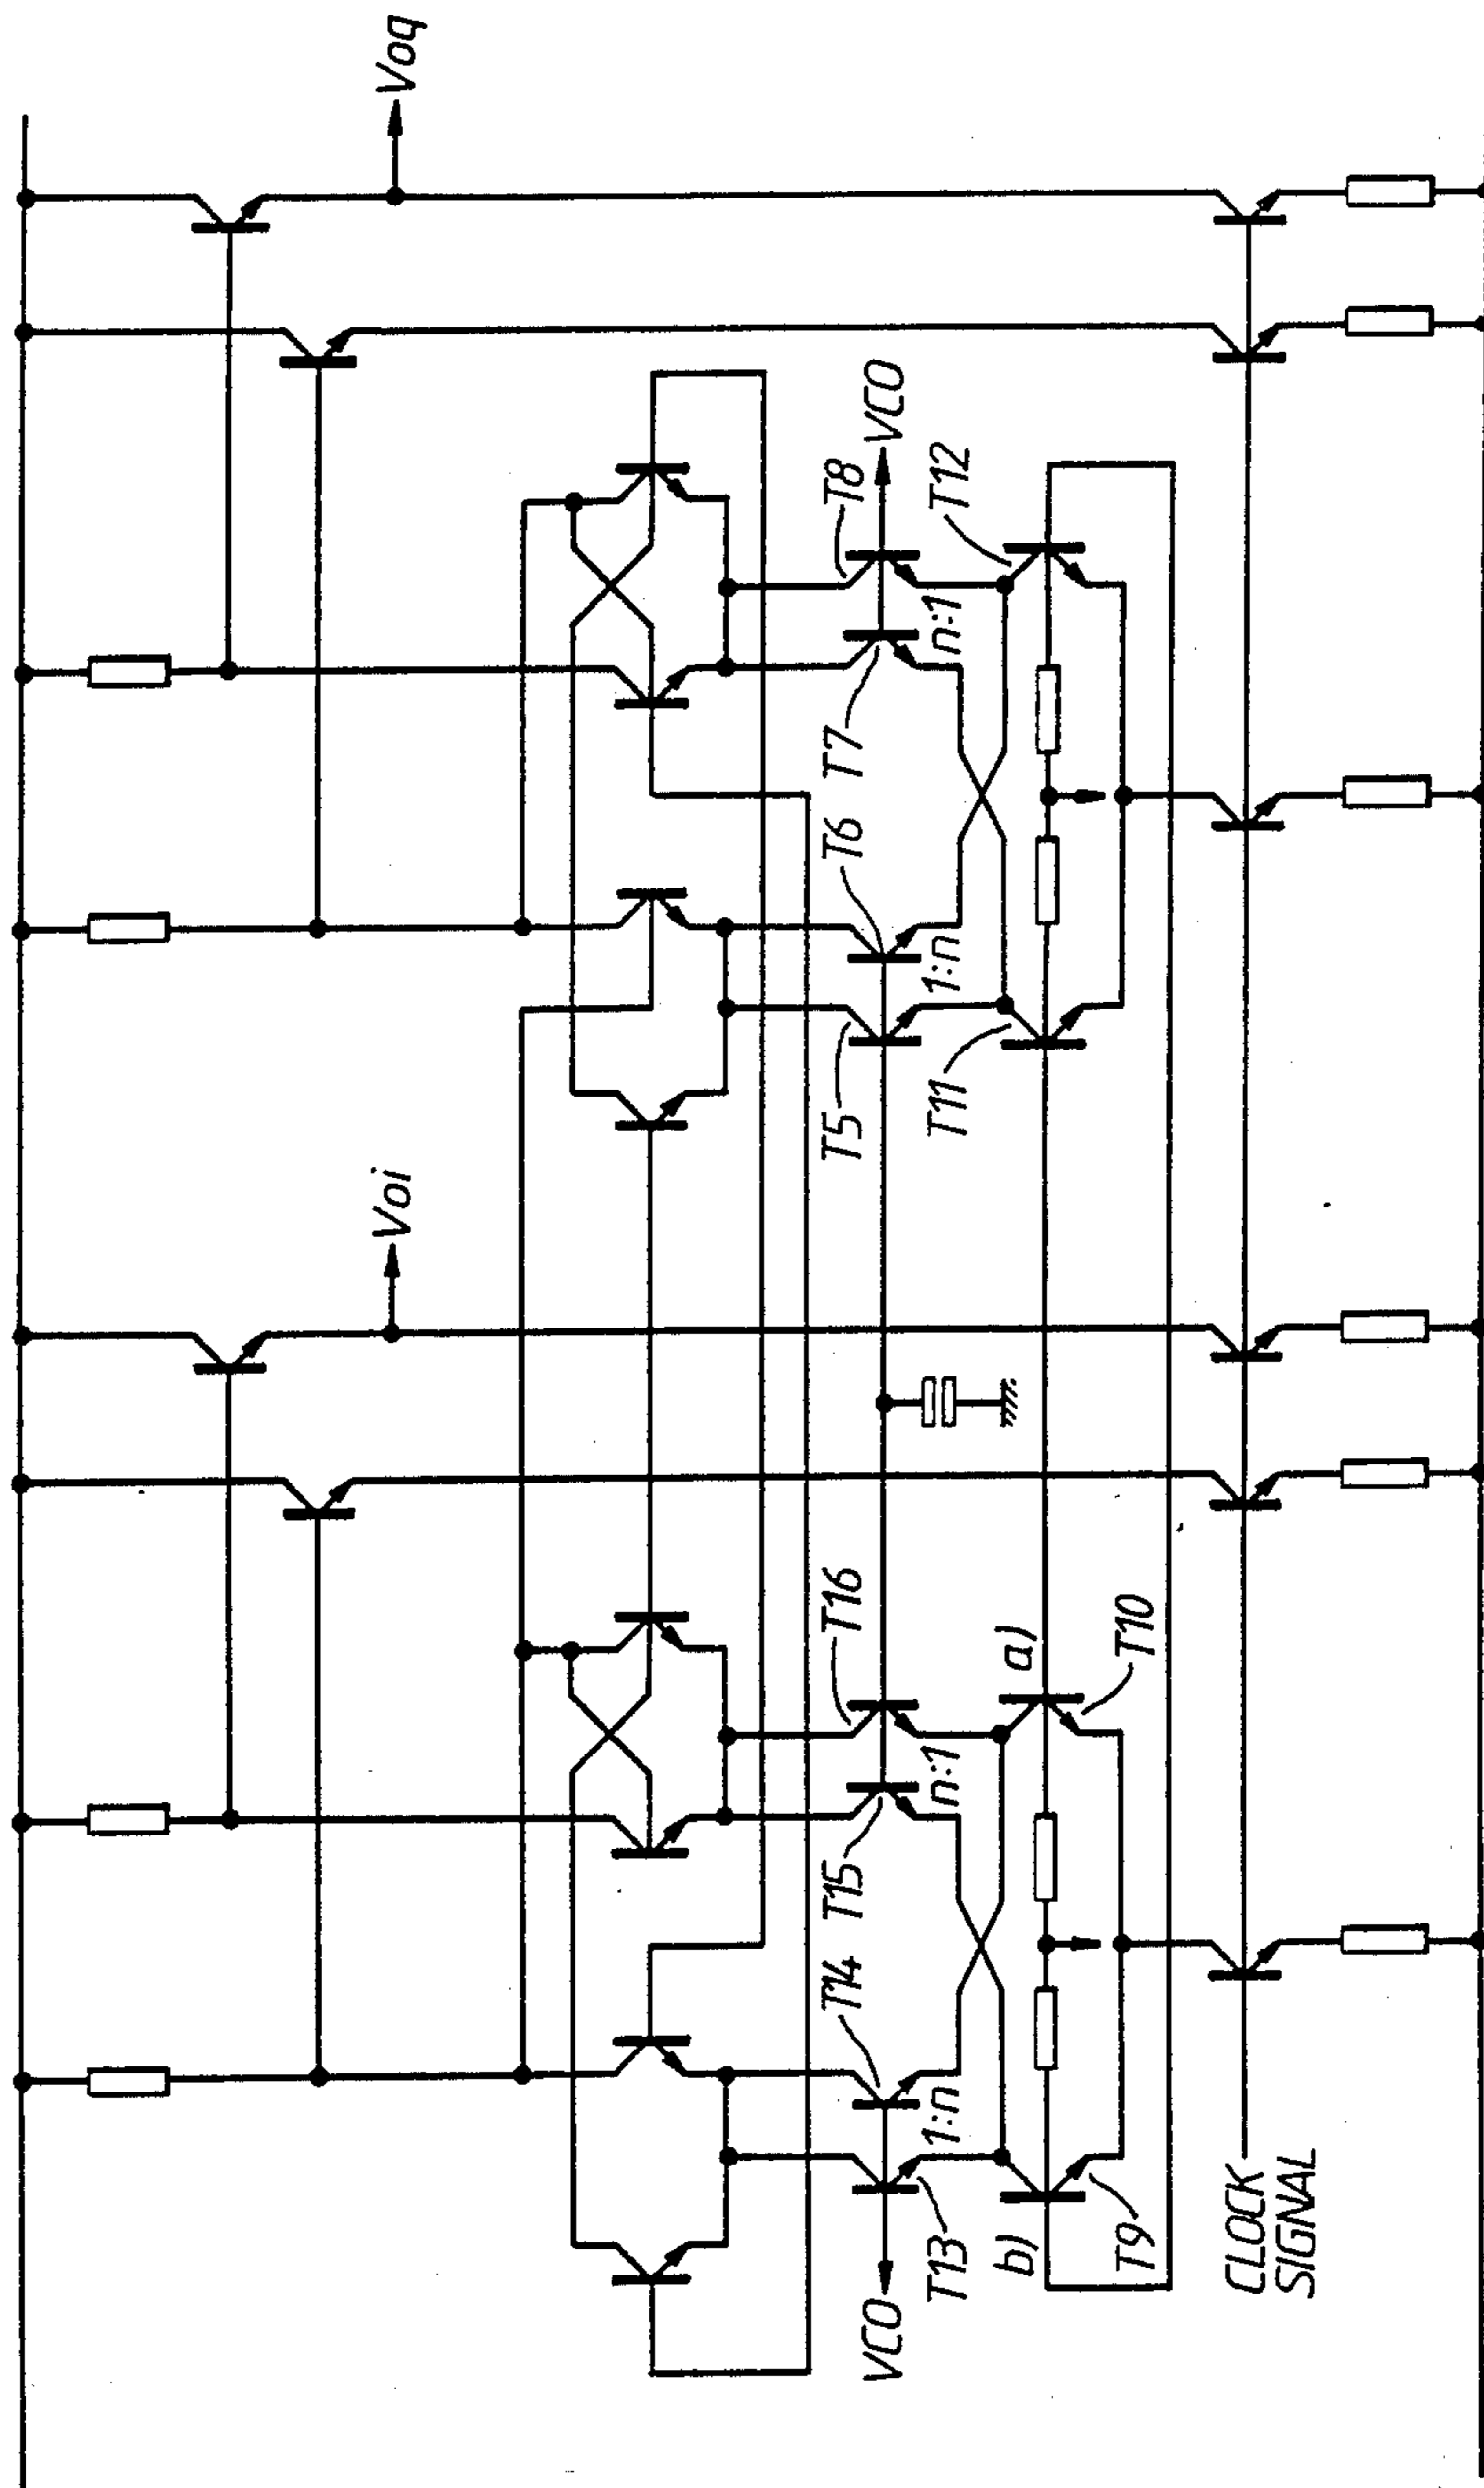 Voi
Voq
T14
T15
T16
T5
T6
T7
T8
VCO
VCO
T13
1:n
n:1
1:n
n:1
b)
a)
T11
T12
T9
T10
CLOCK
SIGNAL